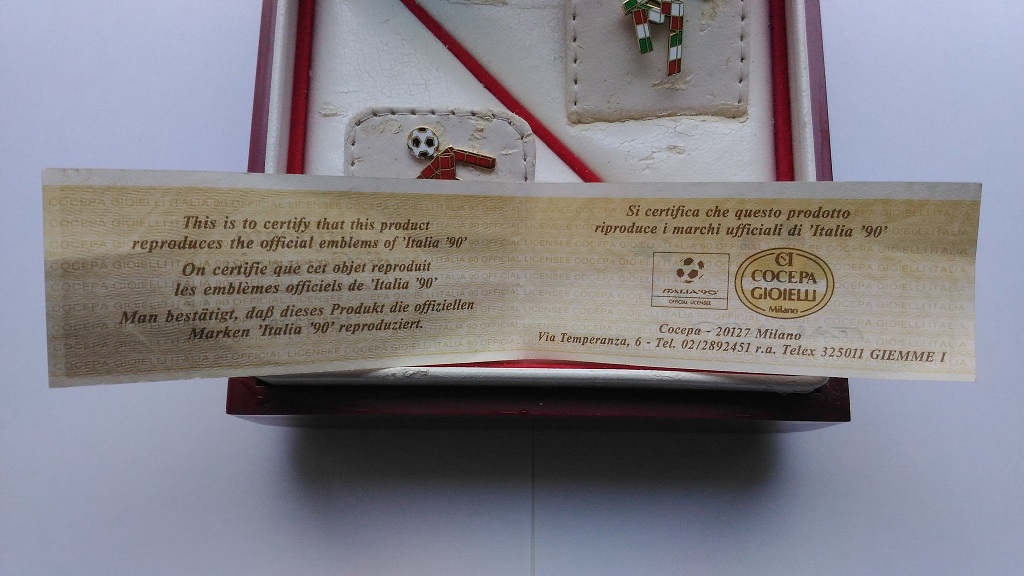 This is to certify that this product
reproduces the official emblems of 'Italia '90'
On certifie que cet objet reproduit
les emblèmes officiels de 'Italia '90'
Man bestätigt, daß dieses Produkt die offiziellen
Marken 'Italia '90' reproduziert.
Si certifica che questo prodotto
riproduce i marchi ufficiali di 'Italia '90'
ITALIA '90
OFFICIAL LICENSEE
CI
COCEPA
GIOIELLI
Milano
Cocepa - 20127 Milano
Via Temperanza, 6 - Tel. 02/2892451 r.a. Telex 325011 GIEMME I